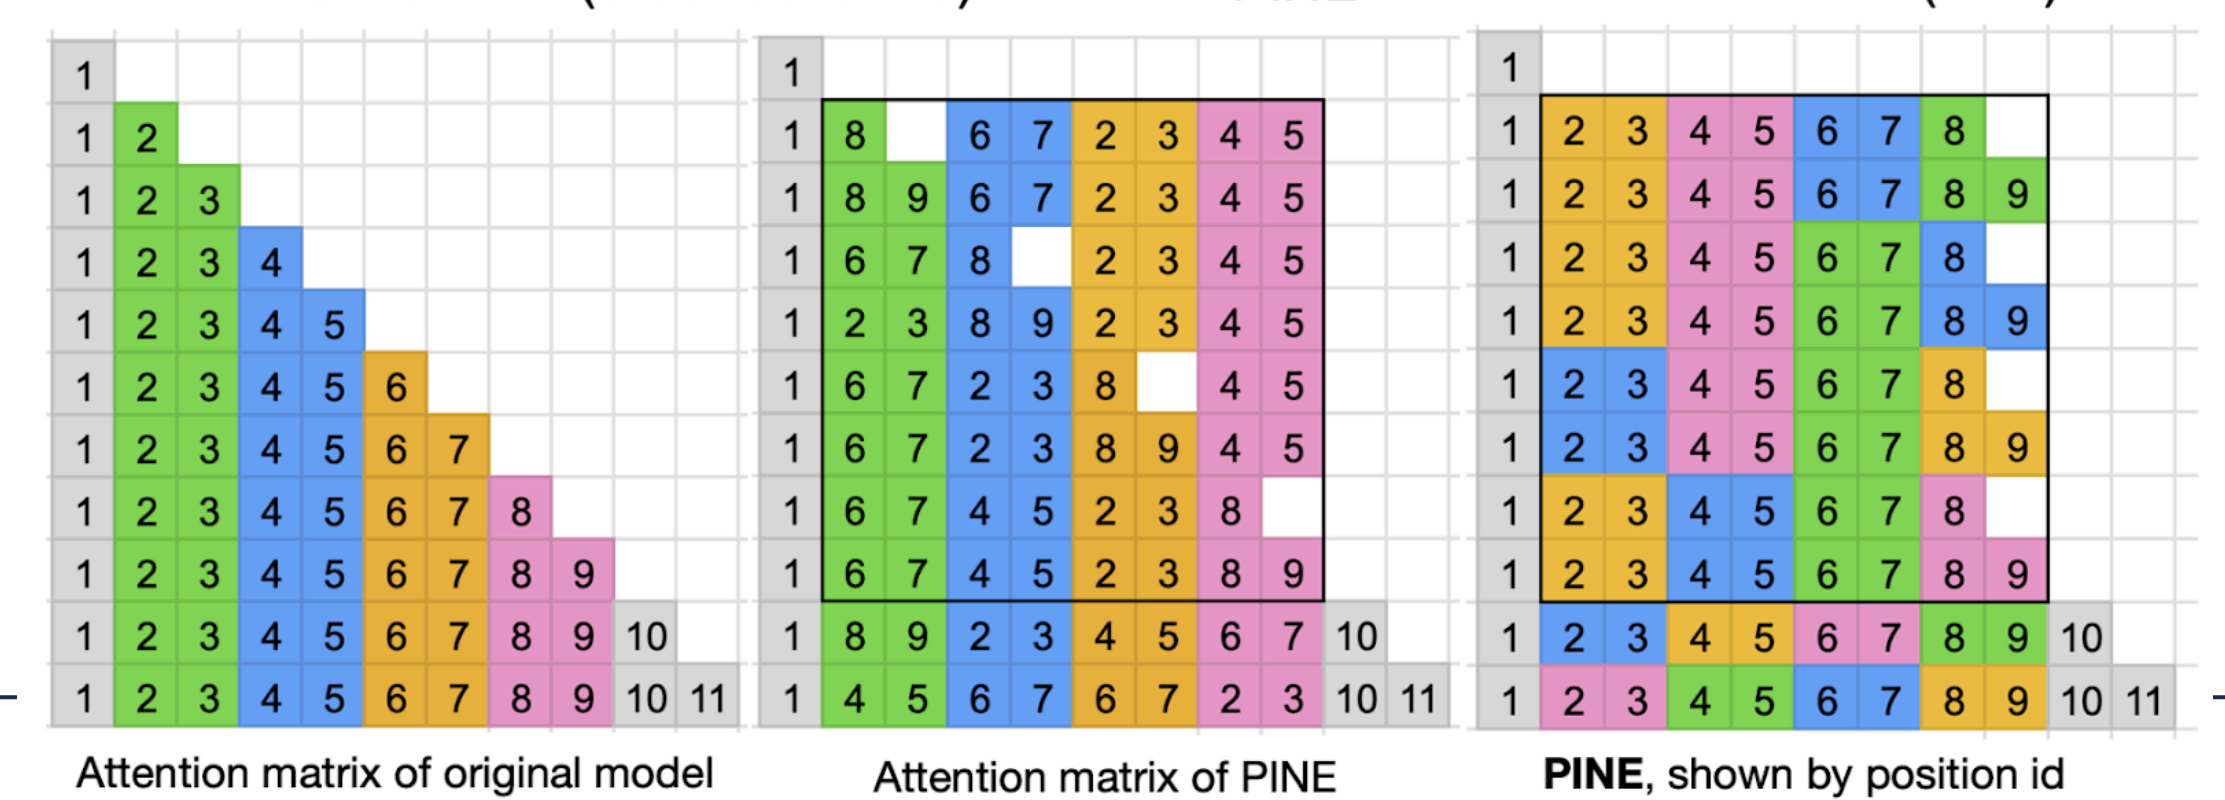 1 1 1
1 2 1 8 6 7 2 3 4 5 1 2 3 4 5 6 7 8
1 2 3 1 8 9 6 7 2 3 4 5 1 2 3 4 5 6 7 8 9
1 2 3 4 1 6 7 8 2 3 4 5 1 2 3 4 5 6 7 8
1 2 3 4 5 1 2 3 8 9 2 3 4 5 1 2 3 4 5 6 7 8 9
1 2 3 4 5 6 1 6 7 2 3 8 4 5 1 2 3 4 5 6 7 8
1 2 3 4 5 6 7 1 6 7 2 3 8 9 4 5 1 2 3 4 5 6 7 8 9
1 2 3 4 5 6 7 8 1 6 7 4 5 2 3 8 1 2 3 4 5 6 7 8
1 2 3 4 5 6 7 8 9 1 6 7 4 5 2 3 8 9 1 2 3 4 5 6 7 8 9
1 2 3 4 5 6 7 8 9 10 1 8 9 2 3 4 5 6 7 10 1 2 3 4 5 6 7 8 9 10
1 2 3 4 5 6 7 8 9 10 11 1 4 5 6 7 6 7 2 3 10 11 1 2 3 4 5 6 7 8 9 10 11
Attention matrix of original model Attention matrix of PINE PINE, shown by position id